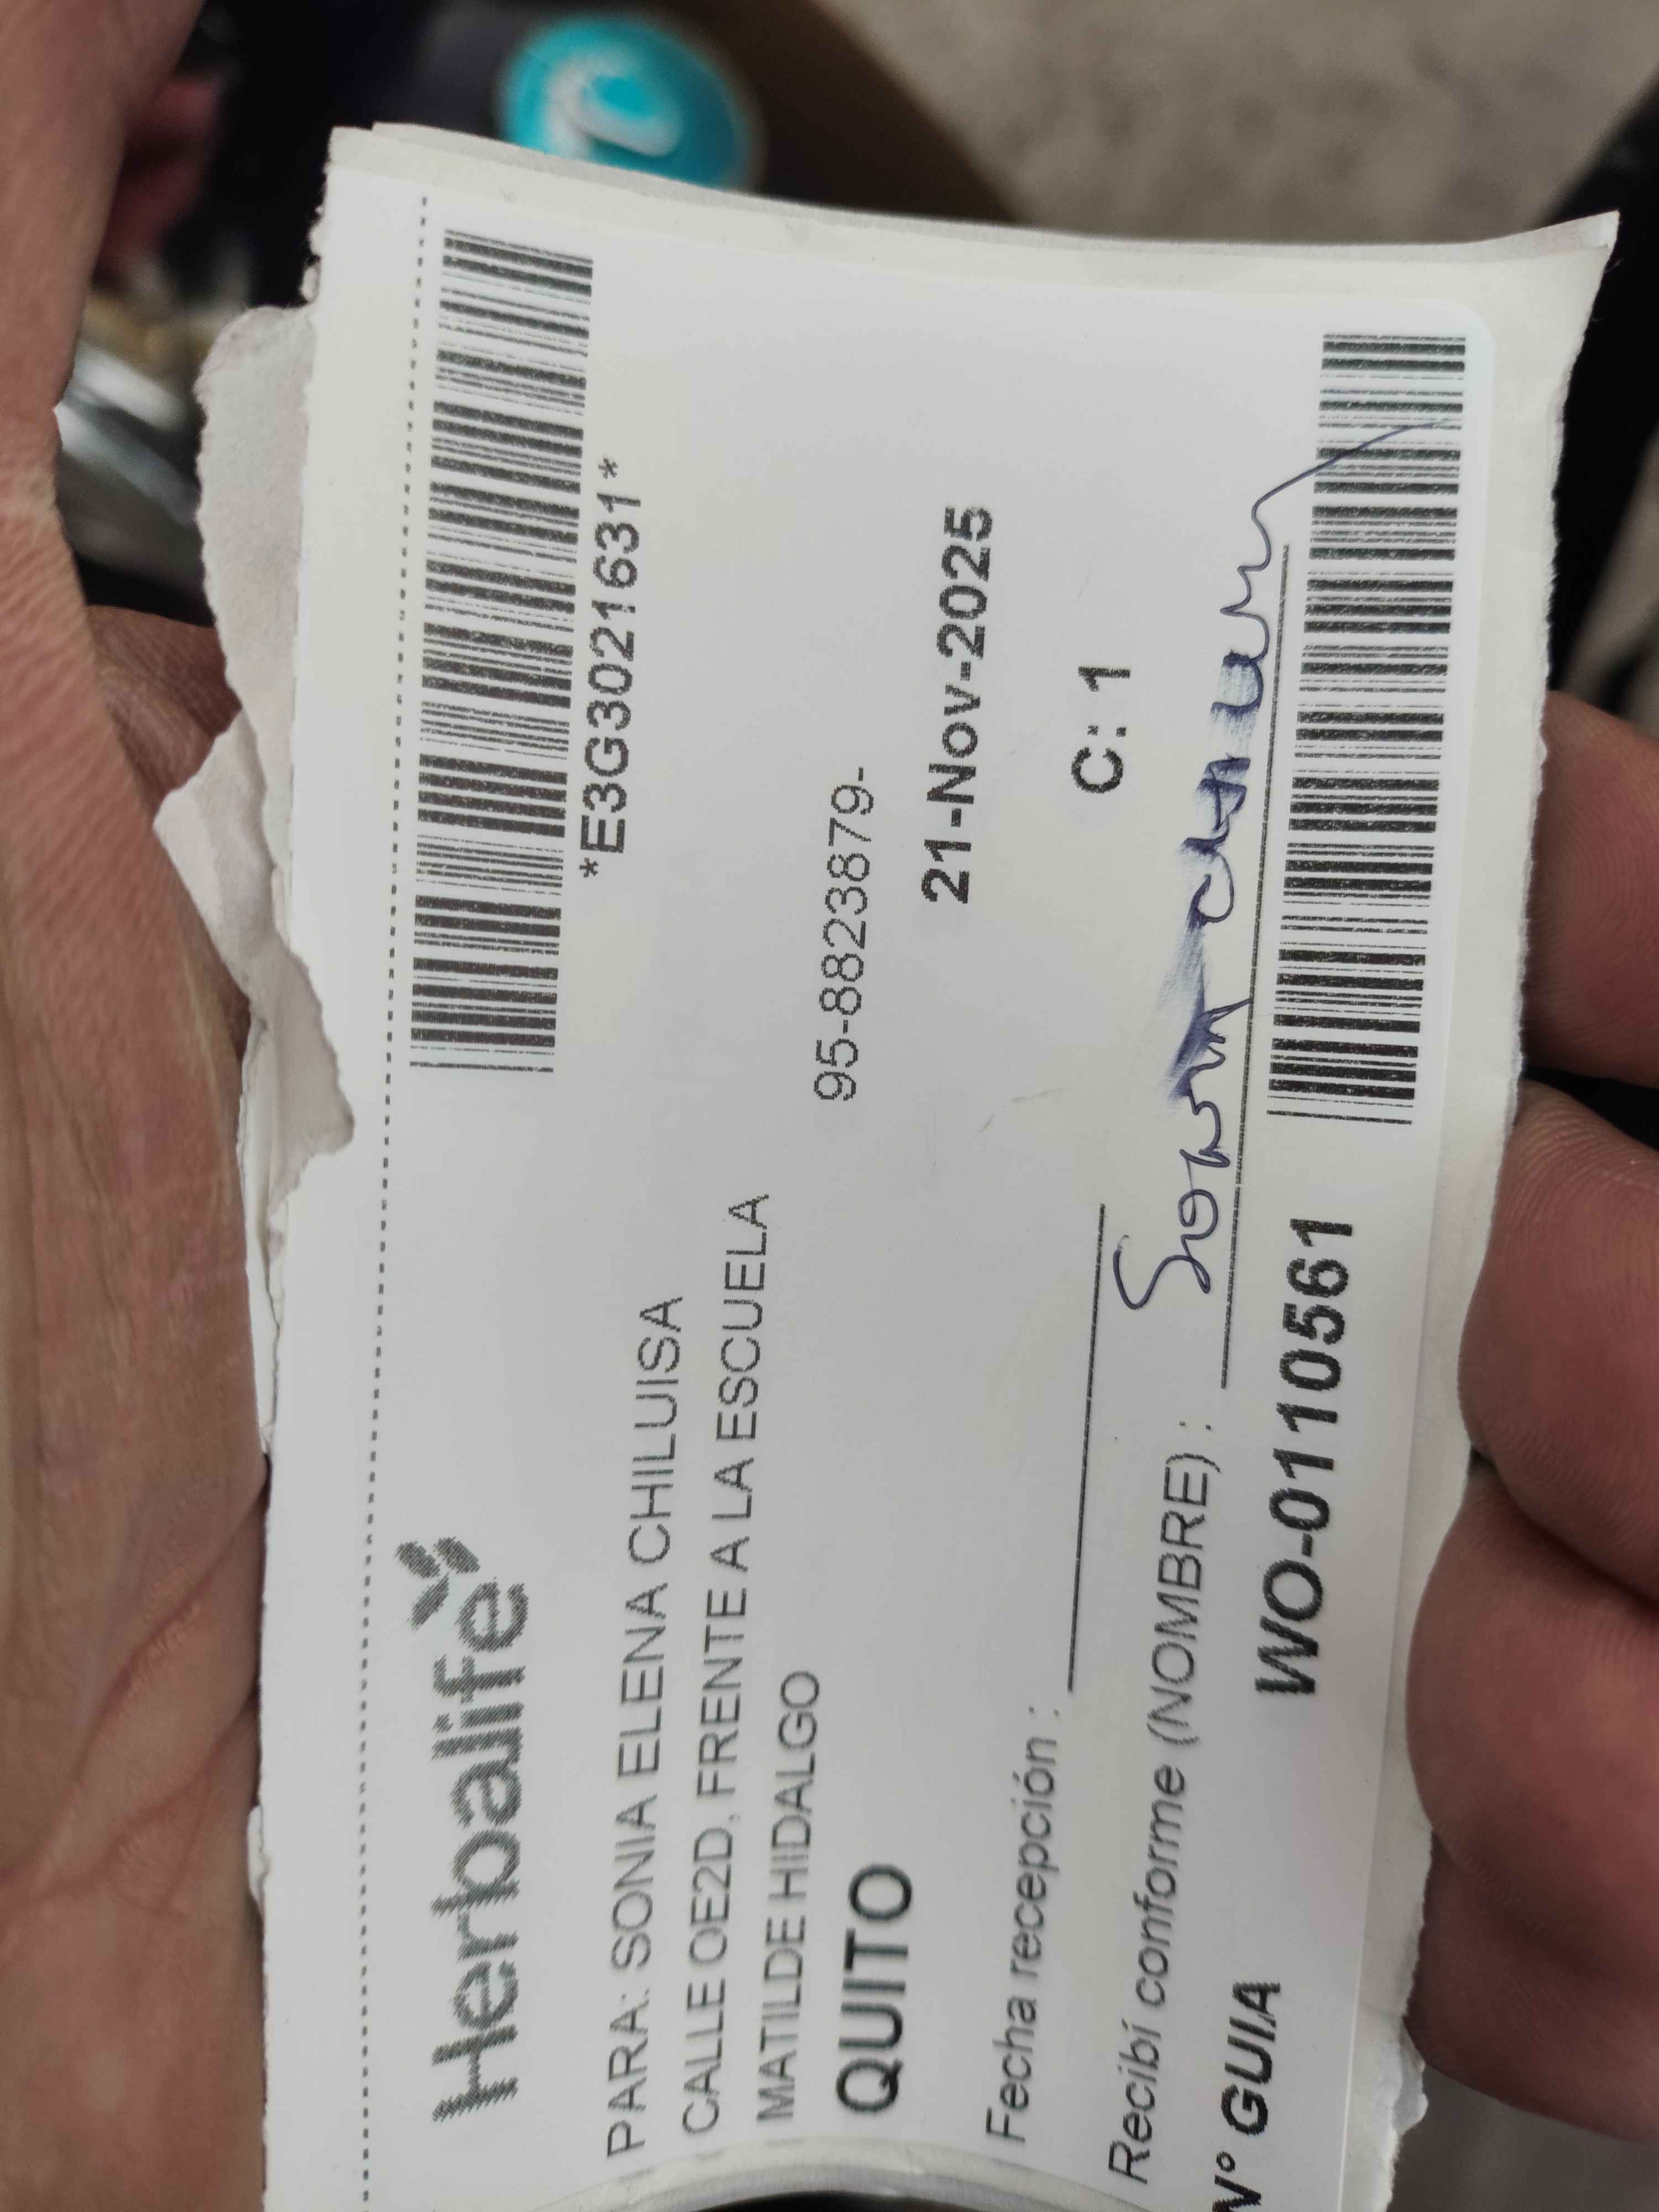 Herbalife
*E3G3021631*
PARA: SONIA ELENA CHILUISA
CALLE OE2D, FRENTE A LA ESCUELA
MATILDE HIDALGO
95-8823879-
QUITO
21-Nov-2025
Fecha recepción :
C: 1
Recibí conforme (NOMBRE) :
N° GUIA WO-0110561